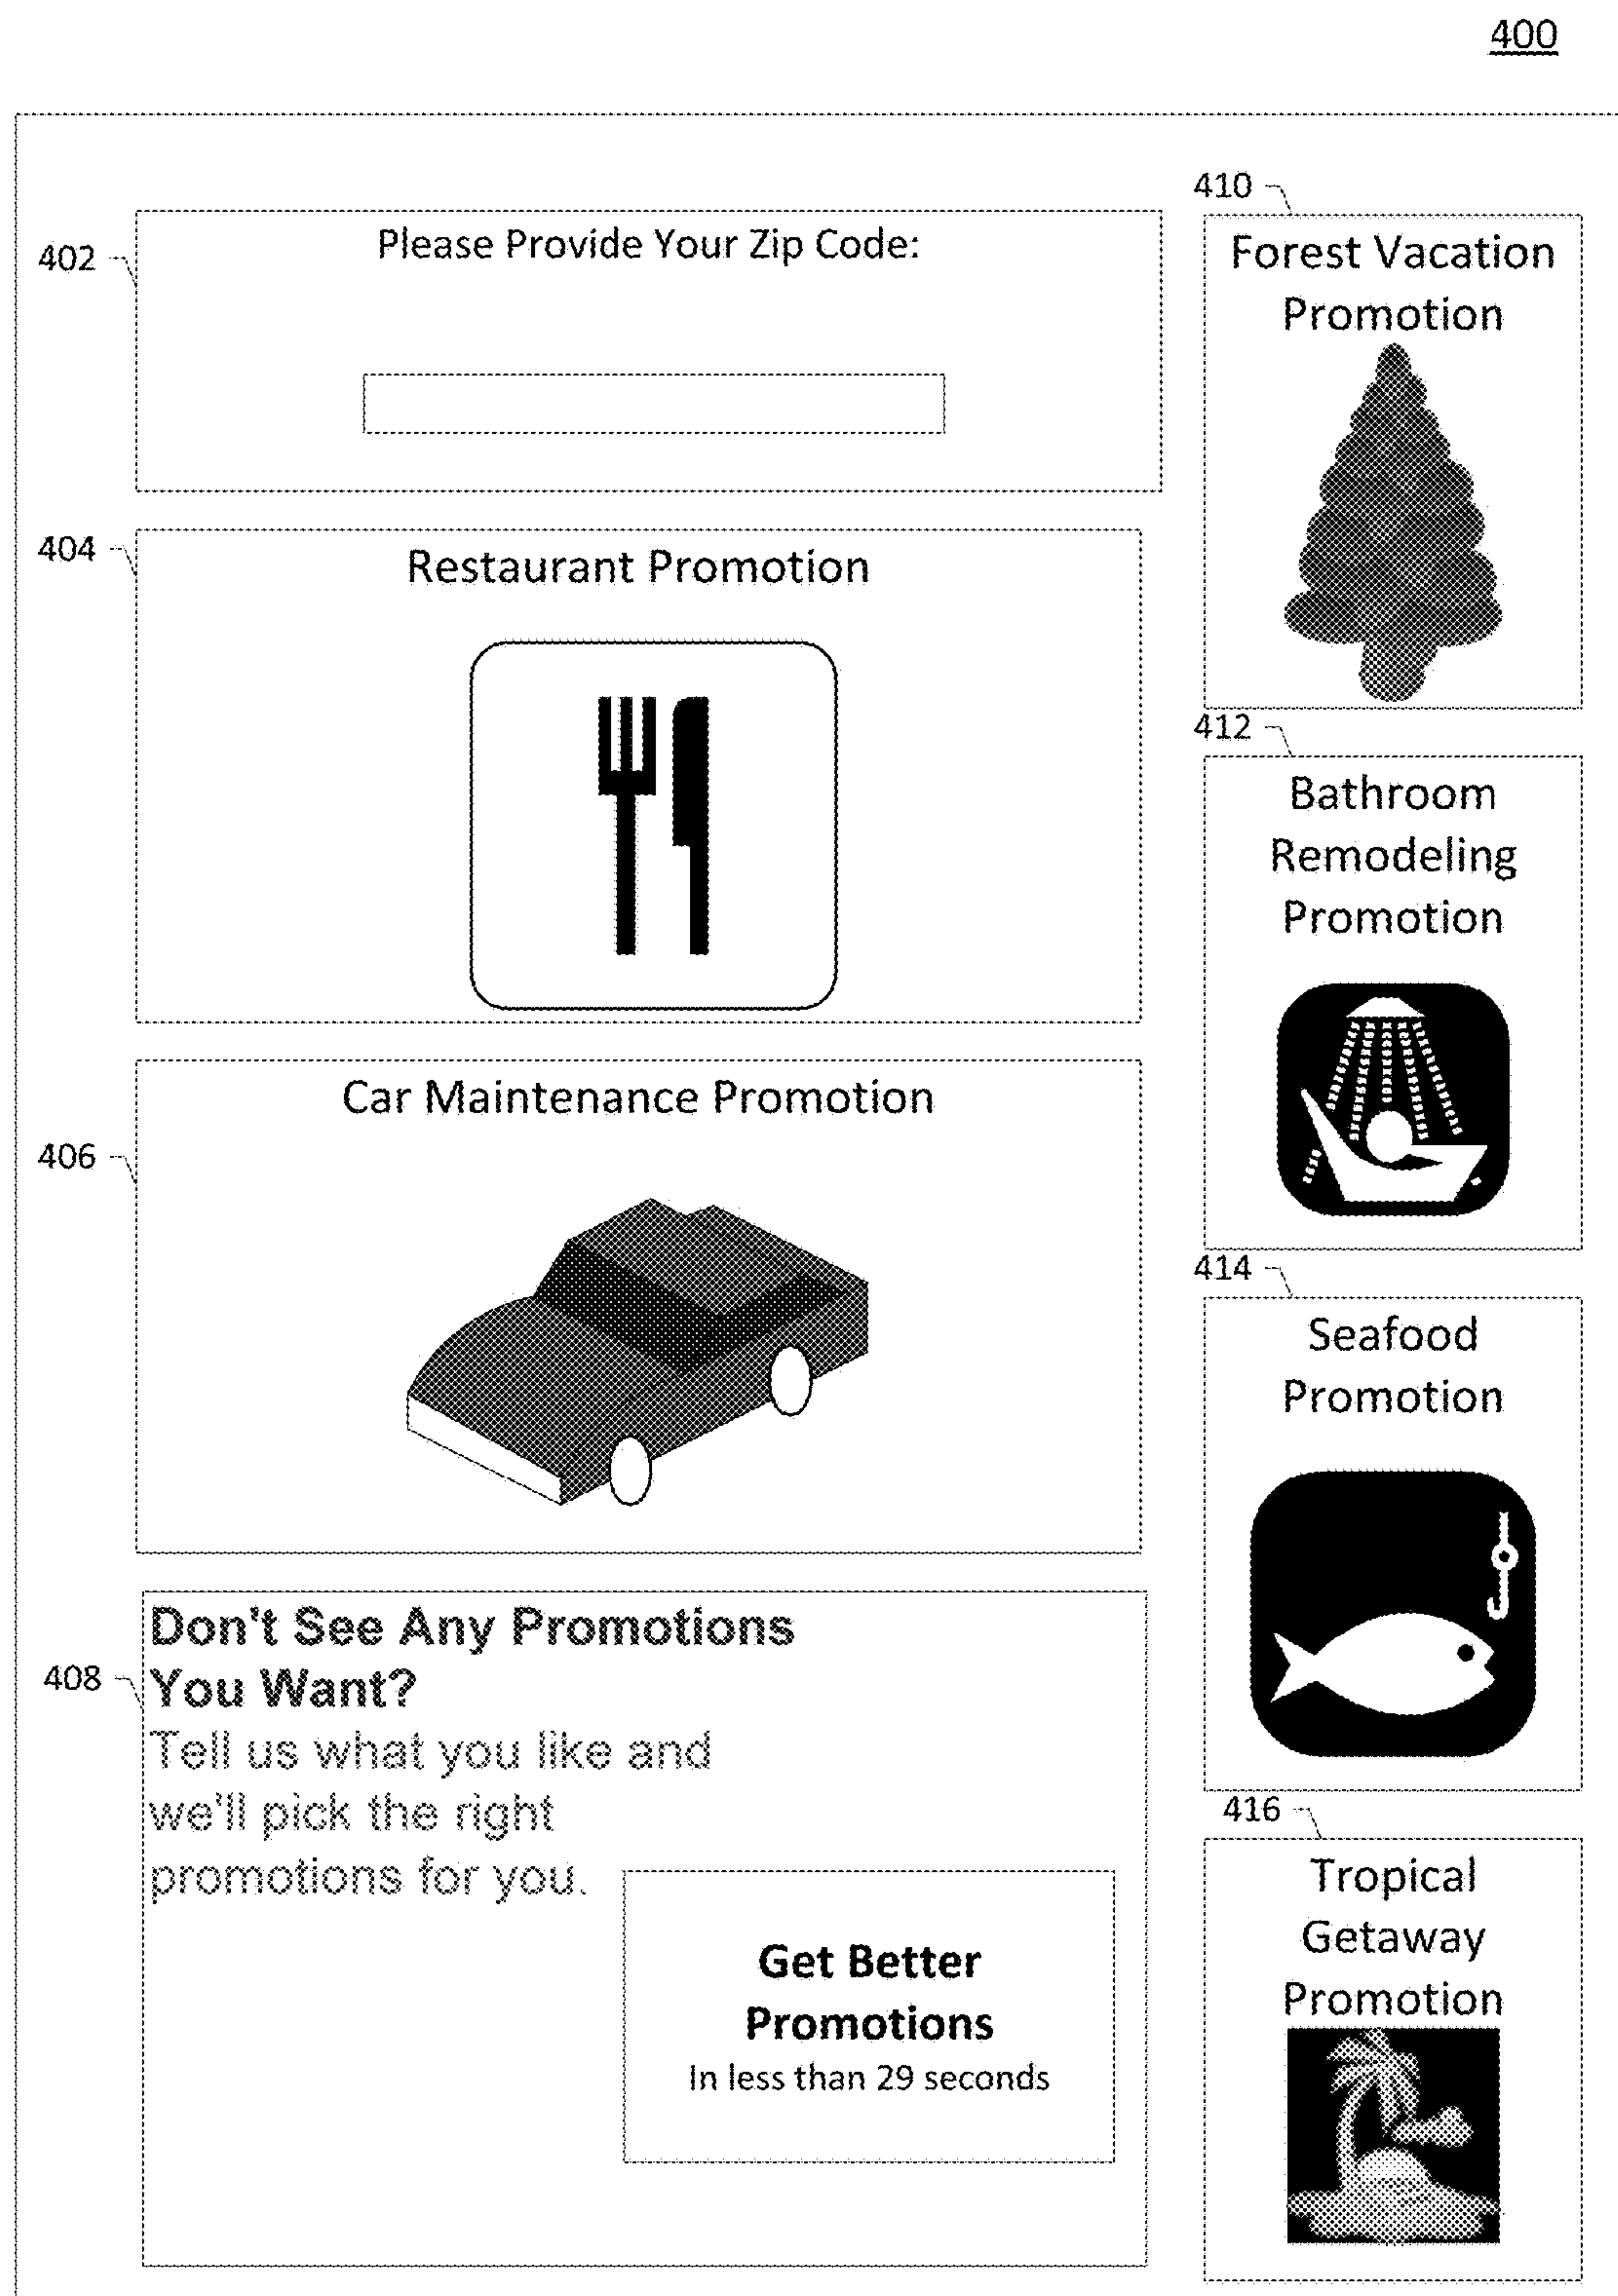 400
402
Please Provide Your Zip Code:
404
Restaurant Promotion
406
Car Maintenance Promotion
408
Don't See Any Promotions
You Want?
Tell us what you like and
we'll pick the right
promotions for you.
Get Better
Promotions
In less than 29 seconds
410
Forest Vacation
Promotion
412
Bathroom
Remodeling
Promotion
414
Seafood
Promotion
416
Tropical
Getaway
Promotion